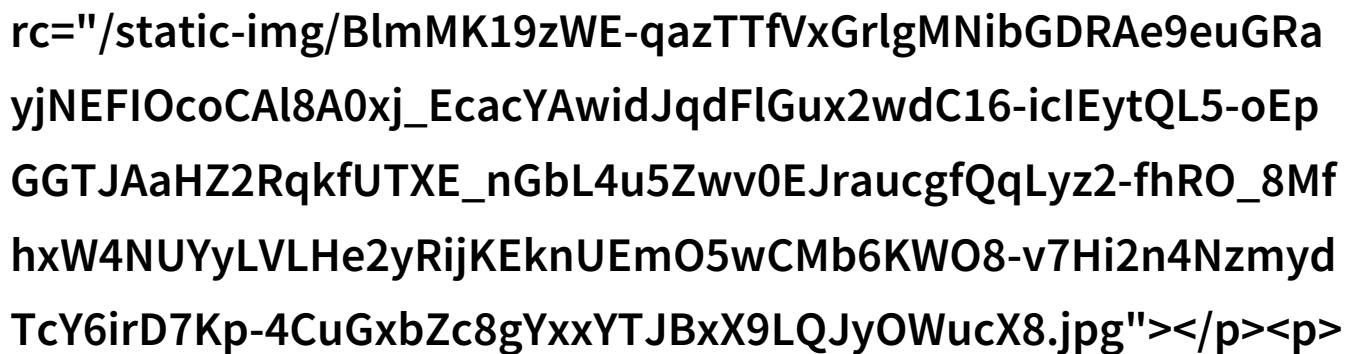 rc="/static-img/BlmMK19zWE-qazTTfVxGrlgMNibGDRAe9euGRa
yjNEFIOcoCAl8A0xj_EcacYAwidJqdFlGux2wdC16-icIEytQL5-oEp
GGTJAaHZ2RqkfUTXE_nGbL4u5Zwv0EJraucgfQqLyz2-fhRO_8Mf
hxW4NUYyLVLHe2yRijKEknUEmO5wCMb6KWO8-v7Hi2n4Nzmyd
TcY6irD7Kp-4CuGxbZc8gYxxYTJBxX9LQJyOWucX8.jpg"></p><p>